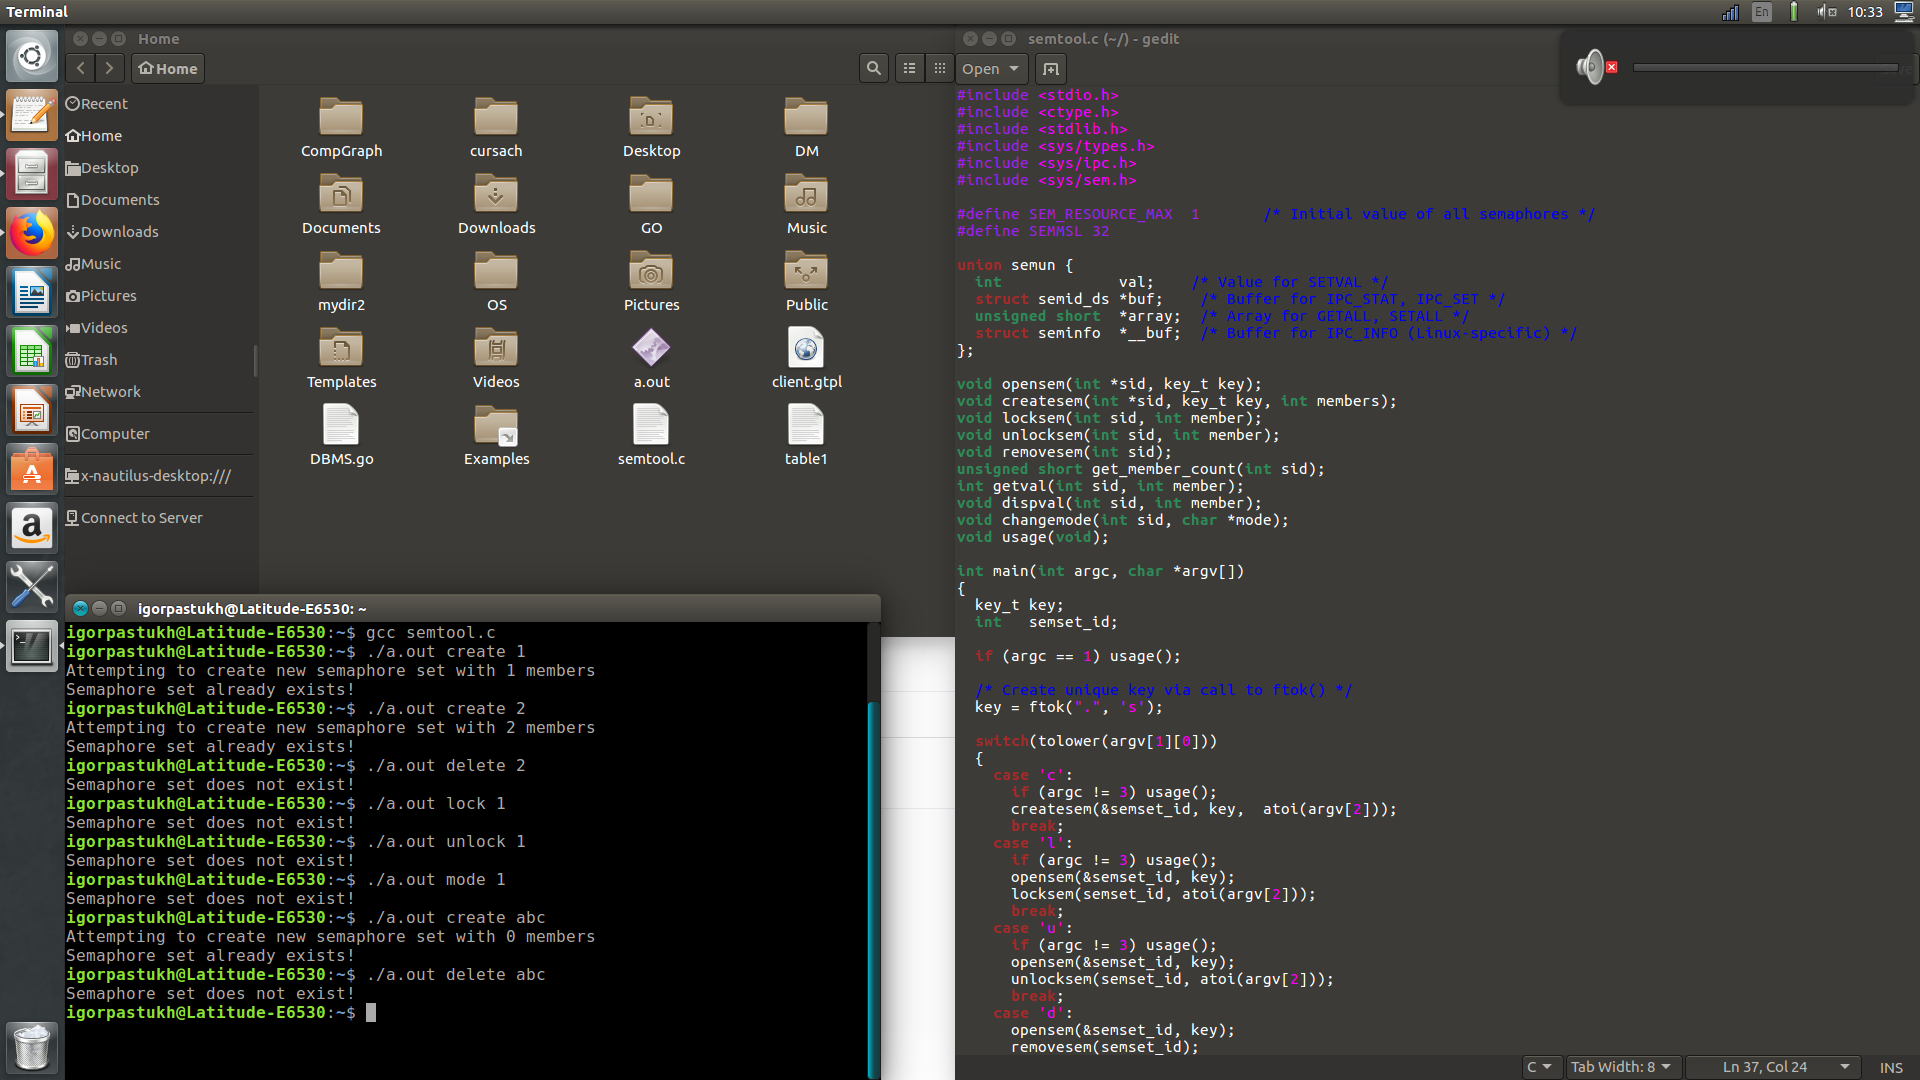 Terminal
En
10:33
Home
Home
Recent
Home
Desktop
Documents
Downloads
Music
Pictures
Videos
Trash
Network
Computer
x-nautilus-desktop:///
Connect to Server
CompGraph
cursach
Desktop
DM
Documents
Downloads
GO
Music
mydir2
OS
Pictures
Public
Templates
Videos
a.out
client.gtpl
DBMS.go
Examples
semtool.c
table1
igorpastukh@Latitude-E6530: ~
igorpastukh@Latitude-E6530:~$ gcc semtool.c
igorpastukh@Latitude-E6530:~$ ./a.out create 1
Attempting to create new semaphore set with 1 members
Semaphore set already exists!
igorpastukh@Latitude-E6530:~$ ./a.out create 2
Attempting to create new semaphore set with 2 members
Semaphore set already exists!
igorpastukh@Latitude-E6530:~$ ./a.out delete 2
Semaphore set does not exist!
igorpastukh@Latitude-E6530:~$ ./a.out lock 1
Semaphore set does not exist!
igorpastukh@Latitude-E6530:~$ ./a.out unlock 1
Semaphore set does not exist!
igorpastukh@Latitude-E6530:~$ ./a.out mode 1
Semaphore set does not exist!
igorpastukh@Latitude-E6530:~$ ./a.out create abc
Attempting to create new semaphore set with 0 members
Semaphore set already exists!
igorpastukh@Latitude-E6530:~$ ./a.out delete abc
Semaphore set does not exist!
igorpastukh@Latitude-E6530:~$
semtool.c (~/) - gedit
Open
#include <stdio.h>
#include <ctype.h>
#include <stdlib.h>
#include <sys/types.h>
#include <sys/ipc.h>
#include <sys/sem.h>
#define SEM_RESOURCE_MAX  1       /* Initial value of all semaphores */
#define SEMMSL 32
union semun {
  int             val;    /* Value for SETVAL */
  struct semid_ds *buf;    /* Buffer for IPC_STAT, IPC_SET */
  unsigned short  *array;  /* Array for GETALL, SETALL */
  struct seminfo  *__buf;  /* Buffer for IPC_INFO (Linux-specific) */
};
void opensem(int *sid, key_t key);
void createsem(int *sid, key_t key, int members);
void locksem(int sid, int member);
void unlocksem(int sid, int member);
void removesem(int sid);
unsigned short get_member_count(int sid);
int getval(int sid, int member);
void dispval(int sid, int member);
void changemode(int sid, char *mode);
void usage(void);
int main(int argc, char *argv[])
{
  key_t key;
  int   semset_id;
  if (argc == 1) usage();
  /* Create unique key via call to ftok() */
  key = ftok(".", 's');
  switch(tolower(argv[1][0]))
  {
    case 'c':
      if (argc != 3) usage();
      createsem(&semset_id, key,  atoi(argv[2]));
      break;
    case 'l':
      if (argc != 3) usage();
      opensem(&semset_id, key);
      locksem(semset_id, atoi(argv[2]));
      break;
    case 'u':
      if (argc != 3) usage();
      opensem(&semset_id, key);
      unlocksem(semset_id, atoi(argv[2]));
      break;
    case 'd':
      opensem(&semset_id, key);
      removesem(semset_id);
C
Tab Width: 8
Ln 37, Col 24
INS